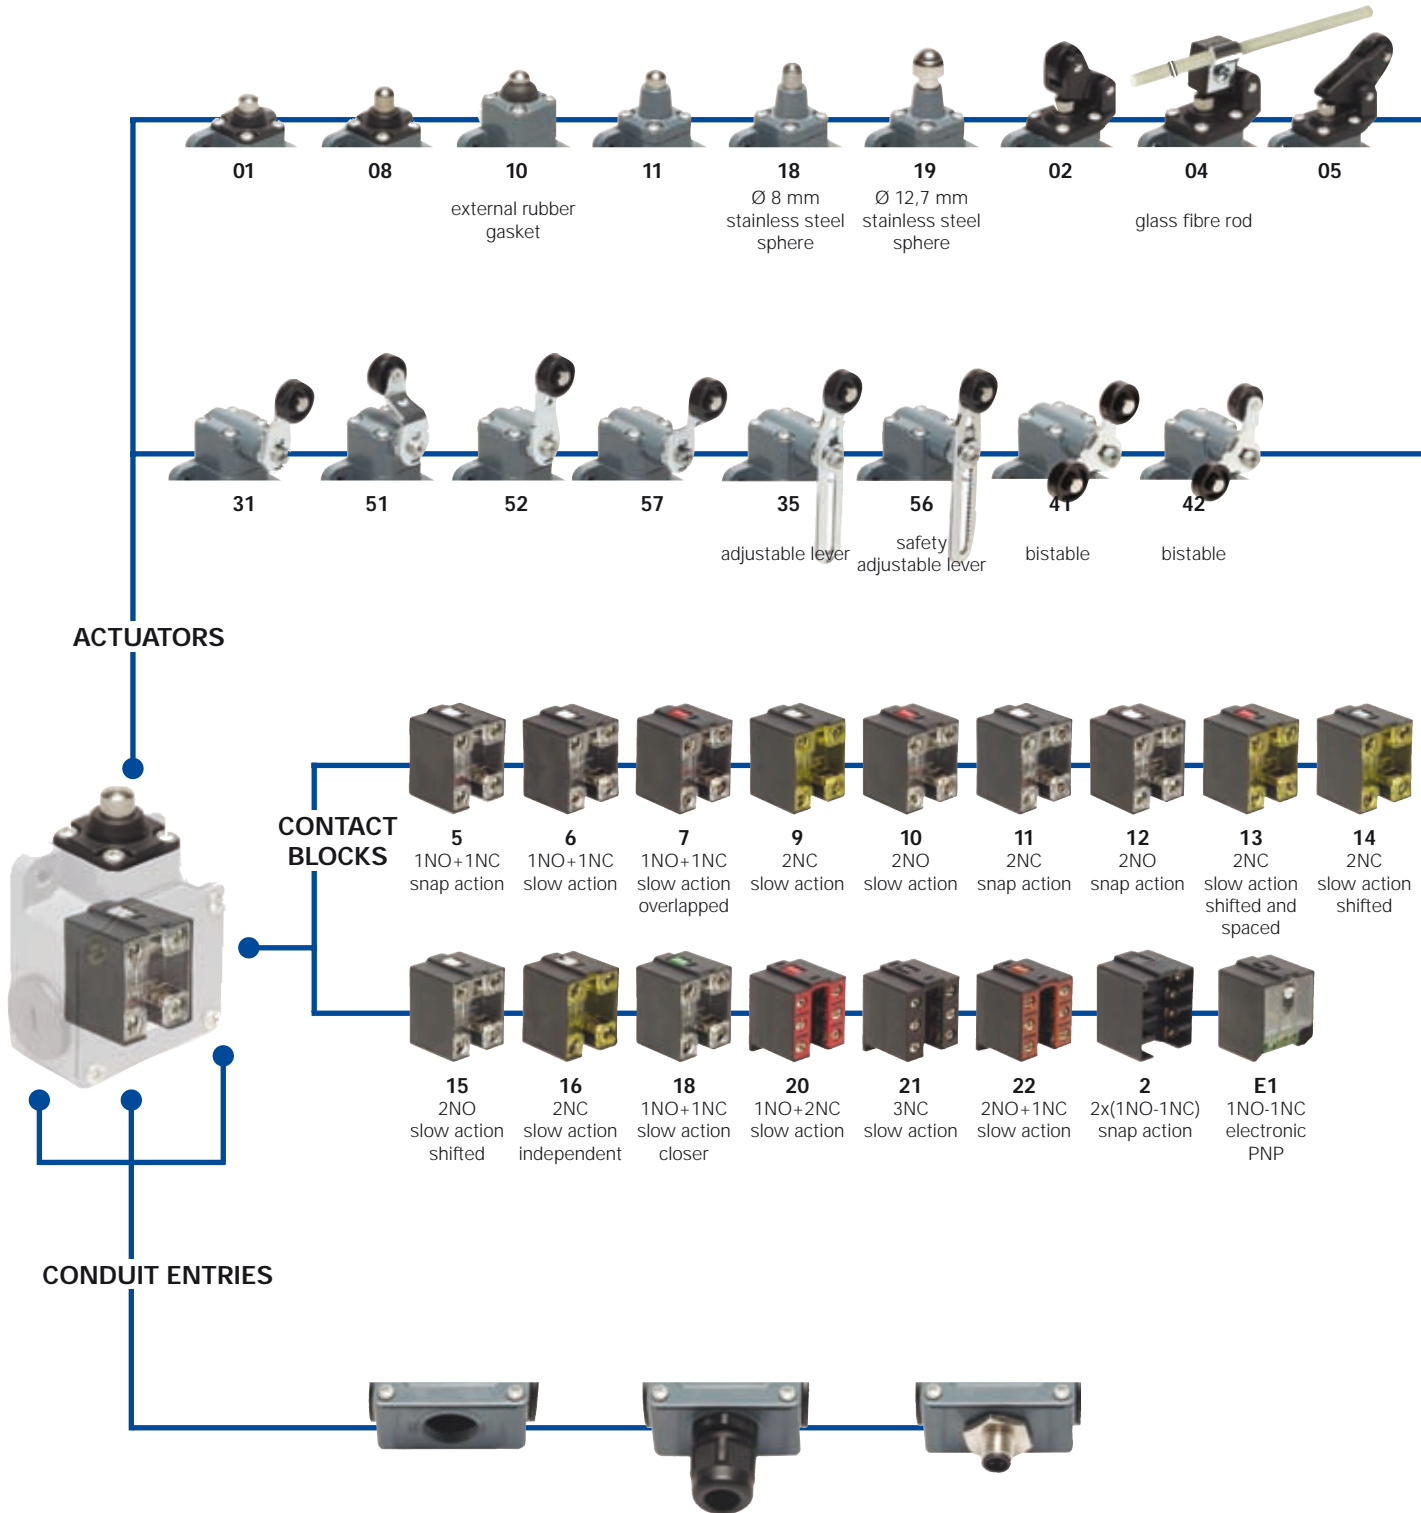 01
08
10
11
18
19
02
04
05
external rubber
gasket
Ø 8 mm
stainless steel
sphere
Ø 12,7 mm
stainless steel
sphere
glass fibre rod
31
51
52
57
35
56
41
42
adjustable lever
safety
adjustable lever
bistable
bistable
ACTUATORS
CONTACT
BLOCKS
5
1NO+1NC
snap action
6
1NO+1NC
slow action
7
1NO+1NC
slow action
overlapped
9
2NC
slow action
10
2NO
slow action
11
2NC
snap action
12
2NO
snap action
13
2NC
slow action
shifted and
spaced
14
2NC
slow action
shifted
15
2NO
slow action
shifted
16
2NC
slow action
independent
18
1NO+1NC
slow action
closer
20
1NO+2NC
slow action
21
3NC
slow action
22
2NO+1NC
slow action
2
2x(1NO-1NC)
snap action
E1
1NO-1NC
electronic
PNP
CONDUIT ENTRIES